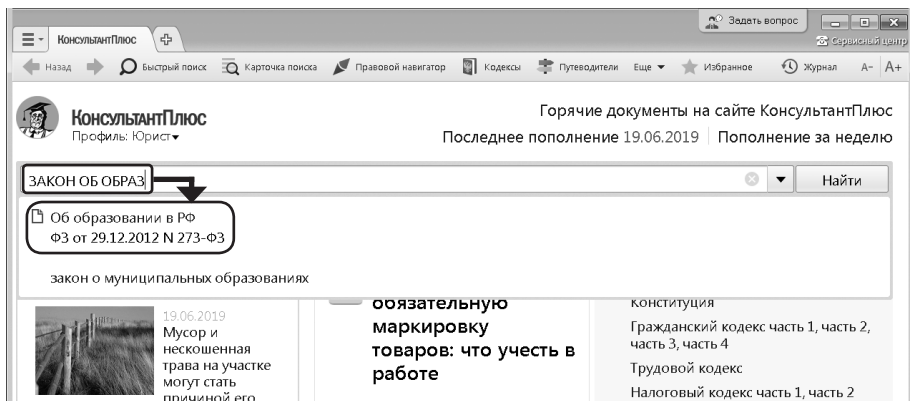 Задать вопрос
КонсультантПлюс
Сервисный центр
Назад Быстрый поиск Карточка поиска Правовой навигатор Кодексы Путеводители Еще Избранное Журнал A- A+
КонсультантПлюс
Профиль: Юрист
Горячие документы на сайте КонсультантПлюс
Последнее пополнение 19.06.2019 Пополнение за неделю
ЗАКОН ОБ ОБРАЗ
Найти
Об образовании в РФ
ФЗ от 29.12.2012 N 273-ФЗ
закон о муниципальных образованиях
19.06.2019
Мусор и
нескошенная
трава на участке
могут стать
причиной его
обязательную
маркировку
товаров: что учесть в
работе
Конституция
Гражданский кодекс часть 1, часть 2,
часть 3, часть 4
Трудовой кодекс
Налоговый кодекс часть 1, часть 2